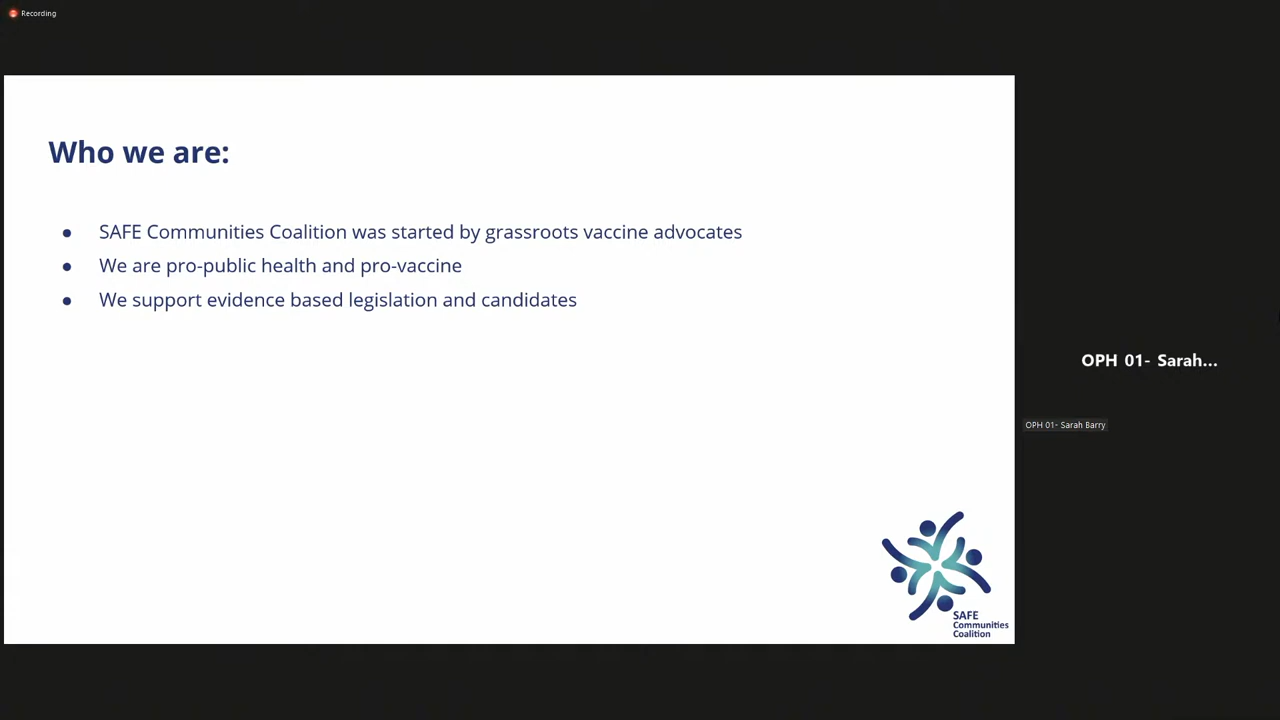 Recording
Who we are:
● SAFE Communities Coalition was started by grassroots vaccine advocates
● We are pro-public health and pro-vaccine
● We support evidence based legislation and candidates
OPH 01- Sarah...
OPH 01- Sarah Barry
SAFE
Communities
Coalition